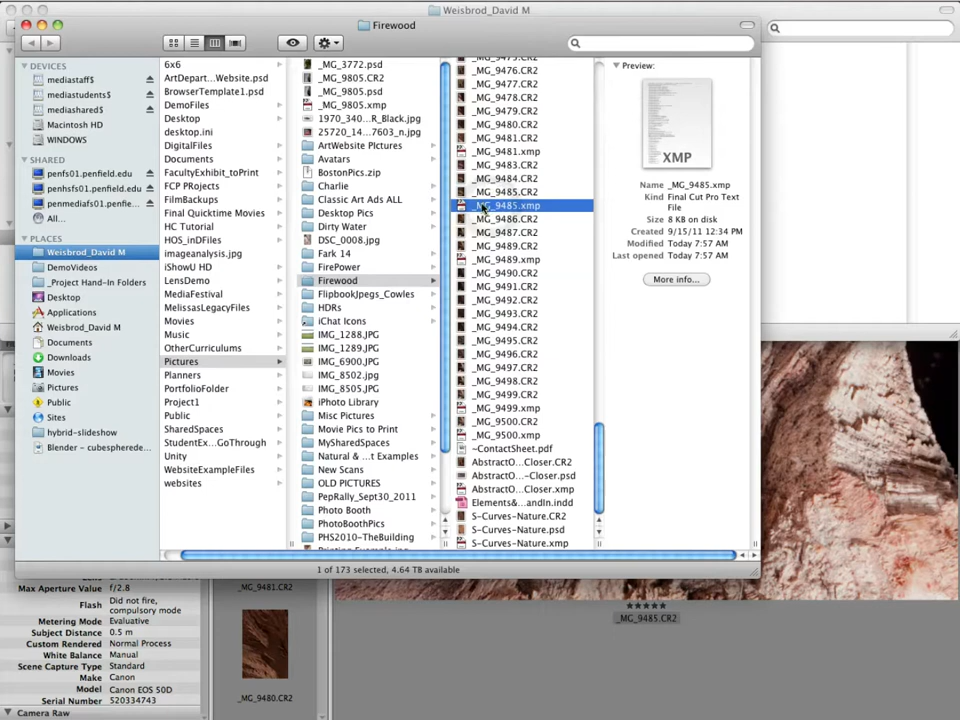 Weisbrod_David M
Firewood
DEVICES
mediastaff$
mediastudents$
mediashared$
Macintosh HD
WINDOWS
SHARED
penfs01.penfield.edu
penhsfs01.penfield.edu
penmediafs01.penfie...
All...
PLACES
Weisbrod_David M
DemoVideos
_Project Hand-In Folders
Desktop
Applications
Weisbrod_David M
Documents
Downloads
Movies
Pictures
Public
Sites
hybrid-slideshow
Blender - cubespherede...
6x6
ArtDepart...Website.psd
BrowserTemplate1.psd
DemoFiles
Desktop
desktop.ini
DigitalFiles
Documents
FacultyExhibit_toPrint
FCP PRojects
FilmBackups
Final Quicktime Movies
HC Tutorial
HOS_inDFiles
imageanalysis.jpg
iShowU HD
LensDemo
MediaFestival
MelissasLegacyFiles
Movies
Music
OtherCurriculums
Pictures
Planners
PortfolioFolder
Project1
Public
SharedSpaces
StudentEx...GoThrough
Unity
WebsiteExampleFiles
websites
_MG_3772.psd
_MG_9805.CR2
_MG_9805.psd
_MG_9805.xmp
1970_340...R_Black.jpg
25720_14...7603_n.jpg
ArtWebsite PIctures
Avatars
BostonPics.zip
Charlie
Classic Art Ads ALL
Desktop Pics
Dirty Water
DSC_0008.jpg
Fark 14
FirePower
Firewood
FlipbookJpegs_Cowles
HDRs
iChat Icons
IMG_1288.JPG
IMG_1289.JPG
IMG_6900.JPG
IMG_8502.jpg
IMG_8505.jpg
iPhoto Library
Misc Pictures
Movie Pics to Print
MySharedSpaces
Natural & ...t Examples
New Scans
OLD PICTURES
PepRally_Sept30_2011
Photo Booth
PhotoBoothPics
PHS2010-TheBuilding
_MG_9476.CR2
_MG_9477.CR2
_MG_9478.CR2
_MG_9479.CR2
_MG_9480.CR2
_MG_9481.CR2
_MG_9481.xmp
_MG_9483.CR2
_MG_9484.CR2
_MG_9485.CR2
_MG_9485.xmp
_MG_9486.CR2
_MG_9487.CR2
_MG_9489.CR2
_MG_9489.xmp
_MG_9490.CR2
_MG_9491.CR2
_MG_9492.CR2
_MG_9493.CR2
_MG_9494.CR2
_MG_9495.CR2
_MG_9496.CR2
_MG_9497.CR2
_MG_9498.CR2
_MG_9499.CR2
_MG_9499.xmp
_MG_9500.CR2
_MG_9500.xmp
~ContactSheet.pdf
AbstractO...Closer.CR2
AbstractO...-Closer.psd
AbstractO...Closer.xmp
Elements&...andIn.indd
S-Curves-Nature.CR2
S-Curves-Nature.psd
S-Curves-Nature.xmp
Preview:
XMP
Name _MG_9485.xmp
Kind Final Cut Pro Text
File
Size 8 KB on disk
Created 9/15/11 12:34 PM
Modified Today 7:57 AM
Last opened Today 7:57 AM
More info...
1 of 173 selected, 4.64 TB available
Max Aperture Value f/2.8
Flash Did not fire,
compulsory mode
Metering Mode Evaluative
Subject Distance 0.5 m
Custom Rendered Normal Process
White Balance Manual
Scene Capture Type Standard
Make Canon
Model Canon EOS 50D
Serial Number 520334743
Camera Raw
_MG_9481.CR2
_MG_9480.CR2
_MG_9485.CR2